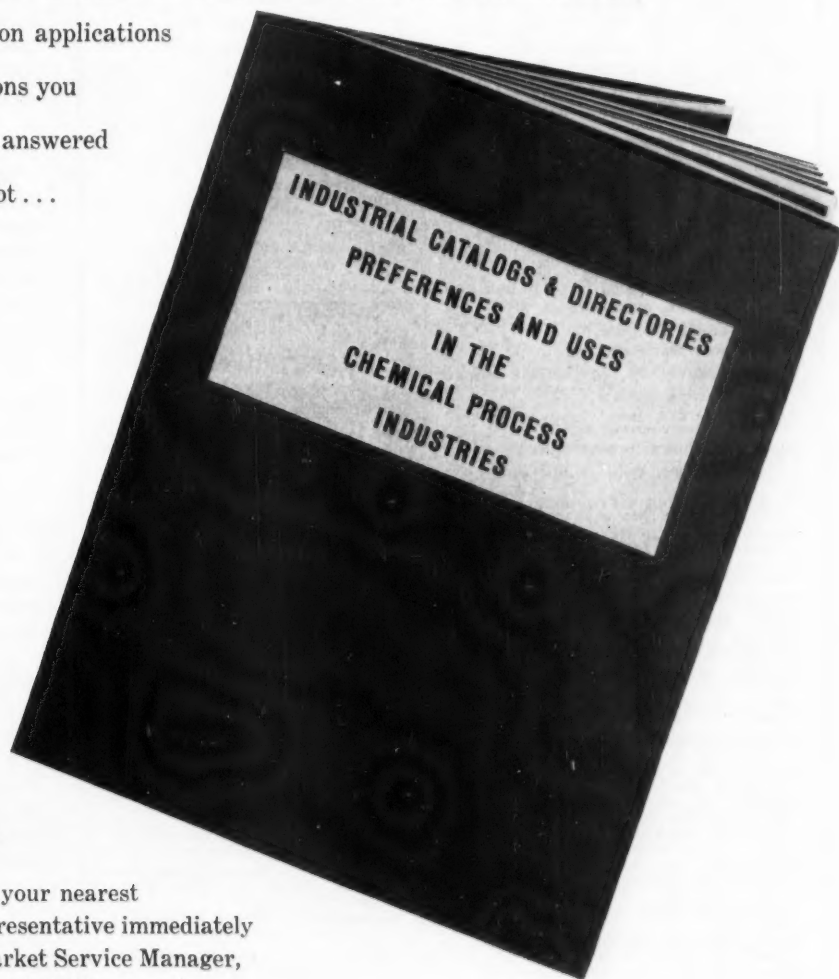 on applications
ons you
answered
ot . . .
INDUSTRIAL CATALOGS & DIRECTORIES
PREFERENCES AND USES
IN THE
CHEMICAL PROCESS
INDUSTRIES
your nearest
resentative immediately
arket Service Manager,